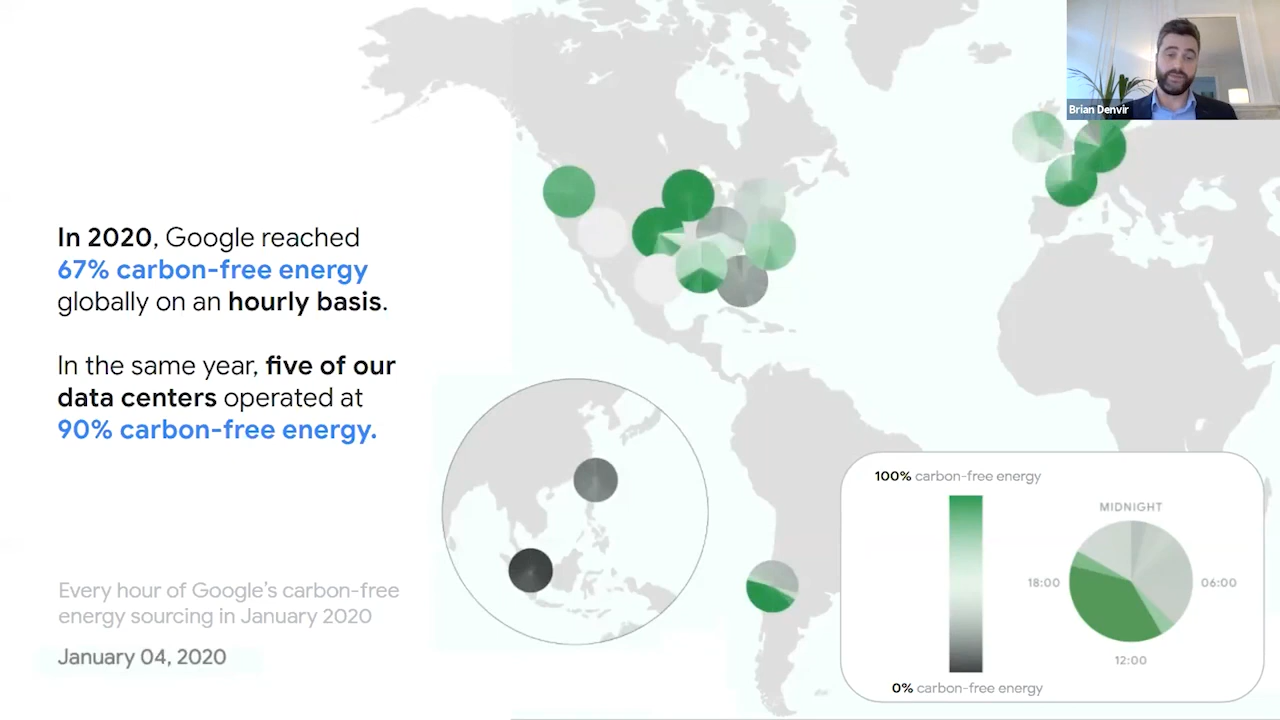 Brian Denvir
In 2020, Google reached
67% carbon-free energy
globally on an hourly basis.
In the same year, five of our
data centers operated at
90% carbon-free energy.
Every hour of Google's carbon-free
energy sourcing in January 2020
January 04, 2020
100% carbon-free energy
0% carbon-free energy
MIDNIGHT
18:00
06:00
12:00